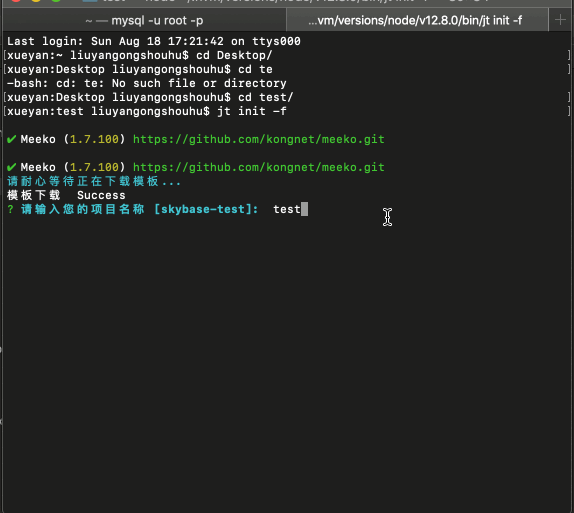 ~ — mysql -u root -p
...vm/versions/node/v12.8.0/bin/jt init -f
Last login: Sun Aug 18 17:21:42 on ttys000
[xueyan:~ liuyangongshouhu$ cd Desktop/ ]
[xueyan:Desktop liuyangongshouhu$ cd te ]
-bash: cd: te: No such file or directory
[xueyan:Desktop liuyangongshouhu$ cd test/ ]
[xueyan:test liuyangongshouhu$ jt init -f ]
✔ Meeko (1.7.100) https://github.com/kongnet/meeko.git
✔ Meeko (1.7.100) https://github.com/kongnet/meeko.git
请耐心等待正在下载模板...
模板下载 Success
? 请输入您的项目名称 [skybase-test]: test